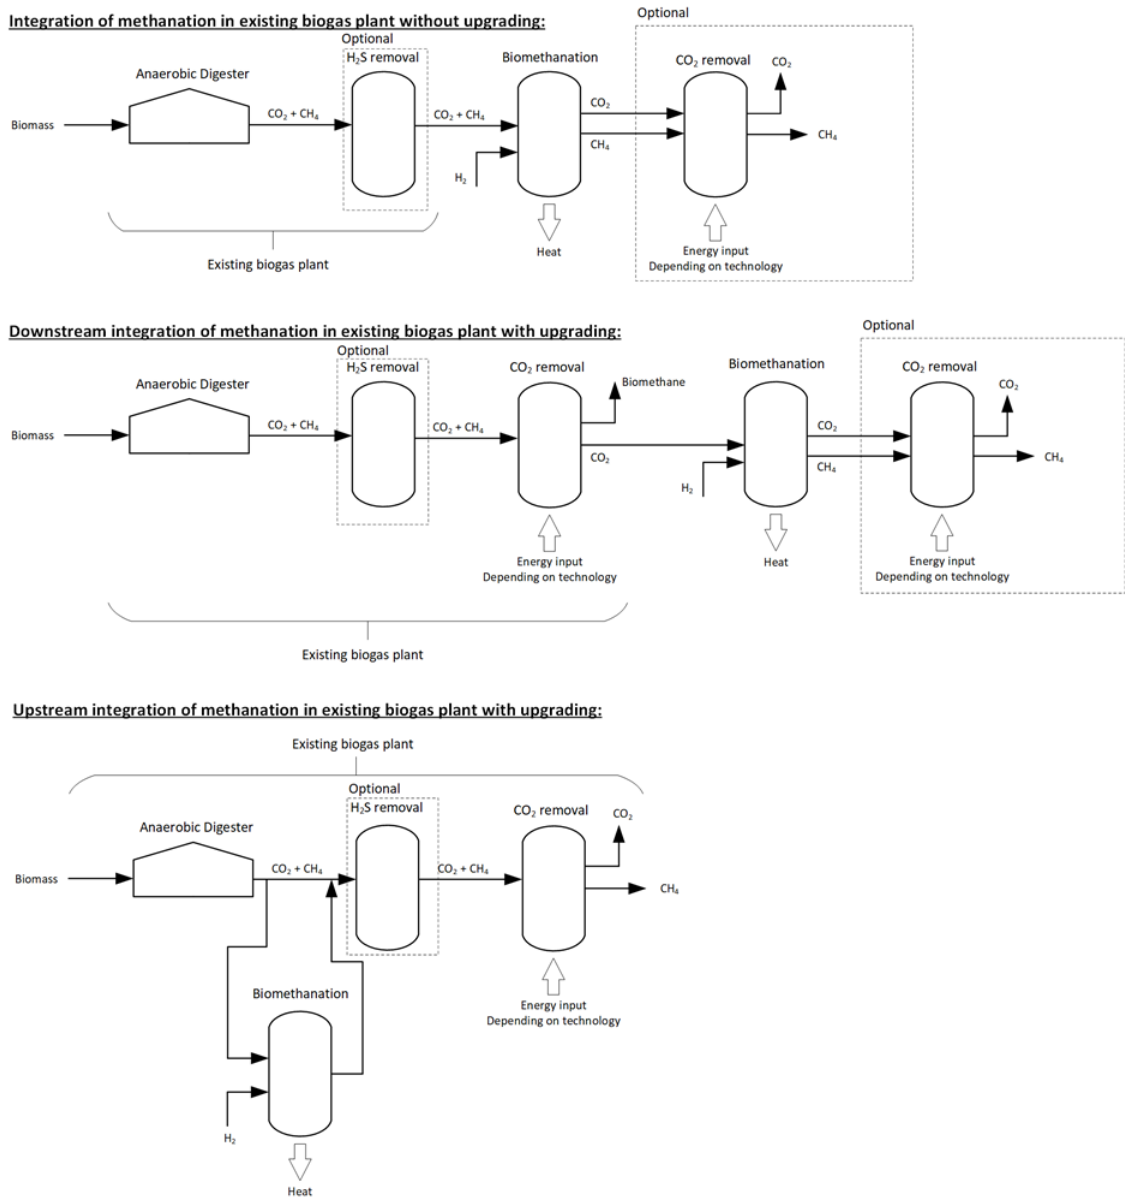 Integration of methanation in existing biogas plant without upgrading:
Optional
Optional
H₂S removal
Biomethanation
CO₂ removal
CO₂
Anaerobic Digester
CO₂ + CH₄
CO₂ + CH₄
CO₂
Biomass
CH₄
CH₄
H₂
Heat
Energy input
Depending on technology
Existing biogas plant
Downstream integration of methanation in existing biogas plant with upgrading:
Optional
Optional
H₂S removal
CO₂ removal
Biomethanation
CO₂ removal
Anaerobic Digester
Biomethane
CO₂
CO₂ + CH₄
CO₂ + CH₄
CO₂
Biomass
CO₂
CH₄
CH₄
H₂
Energy input
Depending on technology
Heat
Energy input
Depending on technology
Existing biogas plant
Upstream integration of methanation in existing biogas plant with upgrading:
Existing biogas plant
Optional
H₂S removal
CO₂ removal
CO₂
Anaerobic Digester
CO₂ + CH₄
CO₂ + CH₄
Biomass
CH₄
Biomethanation
Energy input
Depending on technology
H₂
Heat